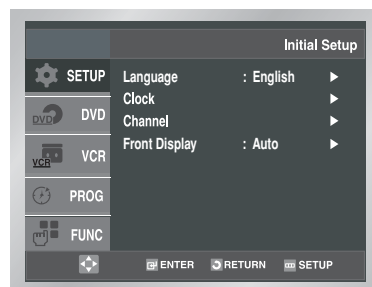 Initial Setup
SETUP
Language : English ►
Clock ►
Channel ►
Front Display : Auto ►
DVD DVD
VCR VCR
PROG
FUNC
ENTER RETURN SETUP